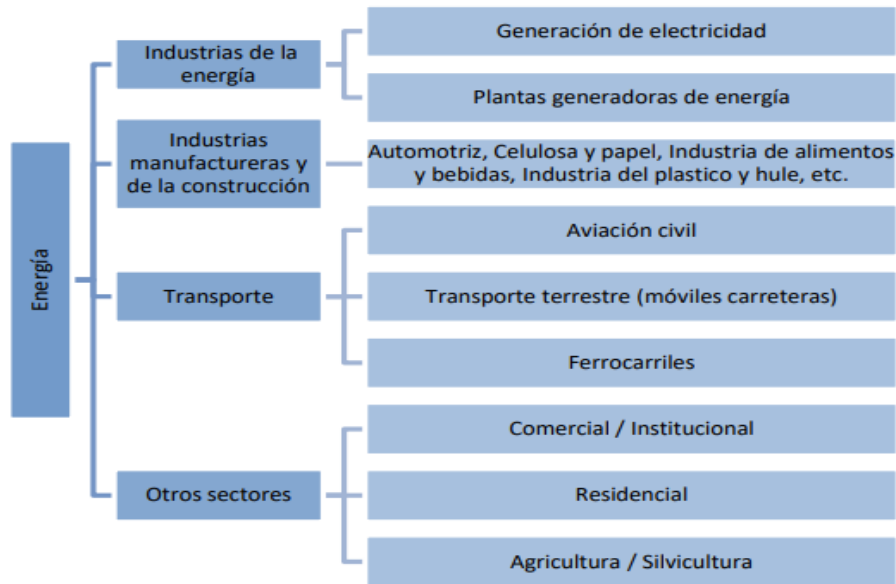 Energía
Industrias de la
energía
Generación de electricidad
Plantas generadoras de energía
Industrias
manufactureras y
de la construcción
Automotriz, Celulosa y papel, Industria de alimentos
y bebidas, Industria del plastico y hule, etc.
Transporte
Aviación civil
Transporte terrestre (móviles carreteras)
Ferrocarriles
Otros sectores
Comercial / Institucional
Residencial
Agricultura / Silvicultura